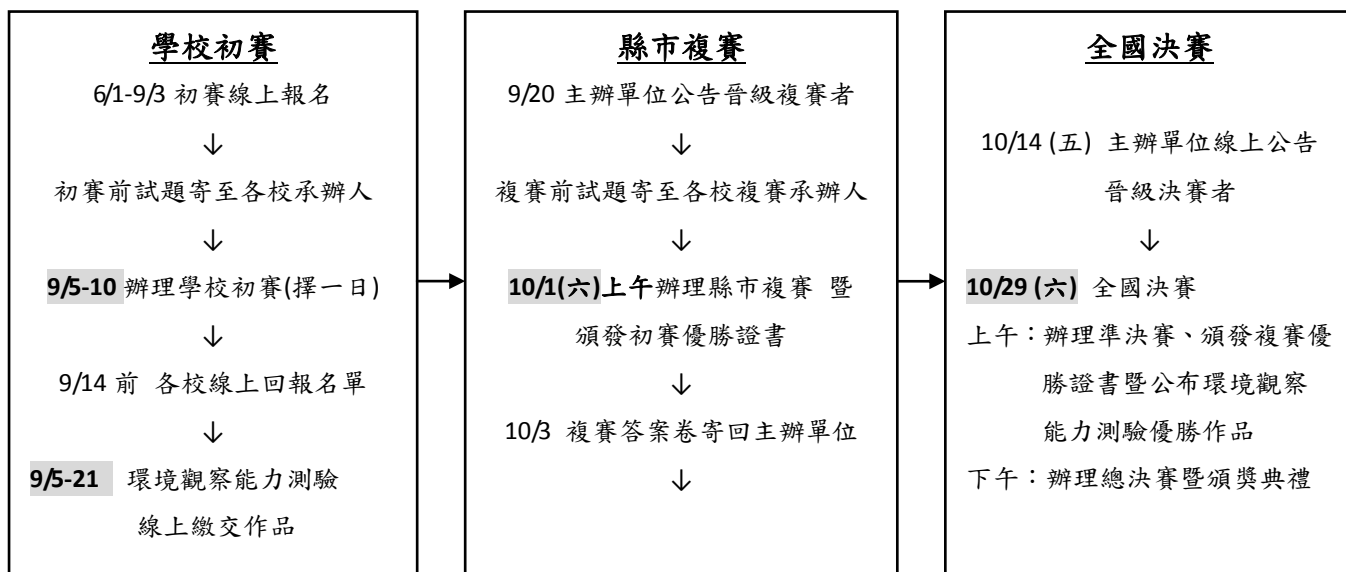 學校初賽
6/1-9/3 初賽線上報名
↓
初賽前試題寄至各校承辦人
↓
9/5-10 辦理學校初賽(擇一日)
↓
9/14 前 各校線上回報名單
↓
9/5-21 環境觀察能力測驗
線上繳交作品
縣市複賽
9/20 主辦單位公告晉級複賽者
↓
複賽前試題寄至各校複賽承辦人
↓
10/1(六)上午辦理縣市複賽 暨
頒發初賽優勝證書
↓
10/3 複賽答案卷寄回主辦單位
↓
全國決賽
10/14 (五) 主辦單位線上公告
晉級決賽者
↓
10/29 (六) 全國決賽
上午：辦理準決賽、頒發複賽優
勝證書暨公布環境觀察
能力測驗優勝作品
下午：辦理總決賽暨頒獎典禮